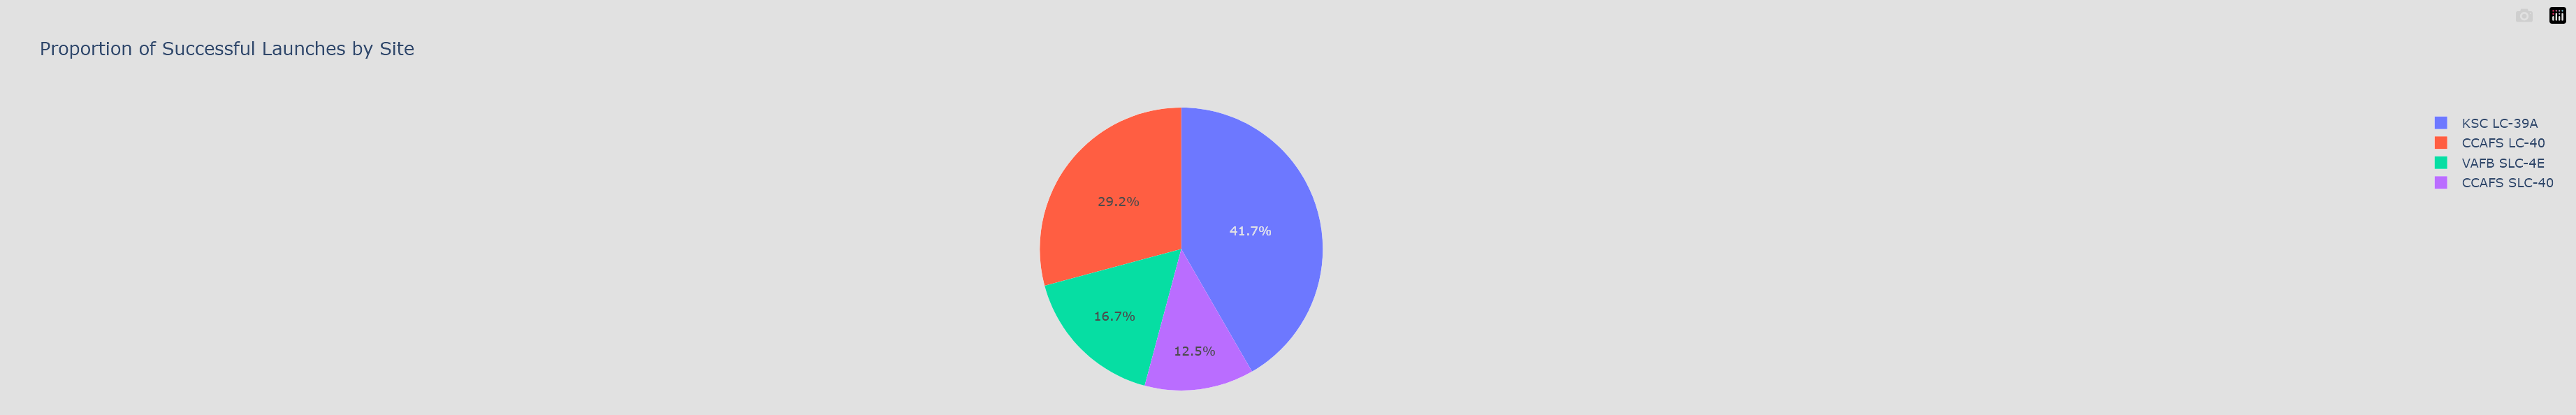 Proportion of Successful Launches by Site
KSC LC-39A
CCAFS LC-40
VAFB SLC-4E
CCAFS SLC-40
29.2%
41.7%
16.7%
12.5%